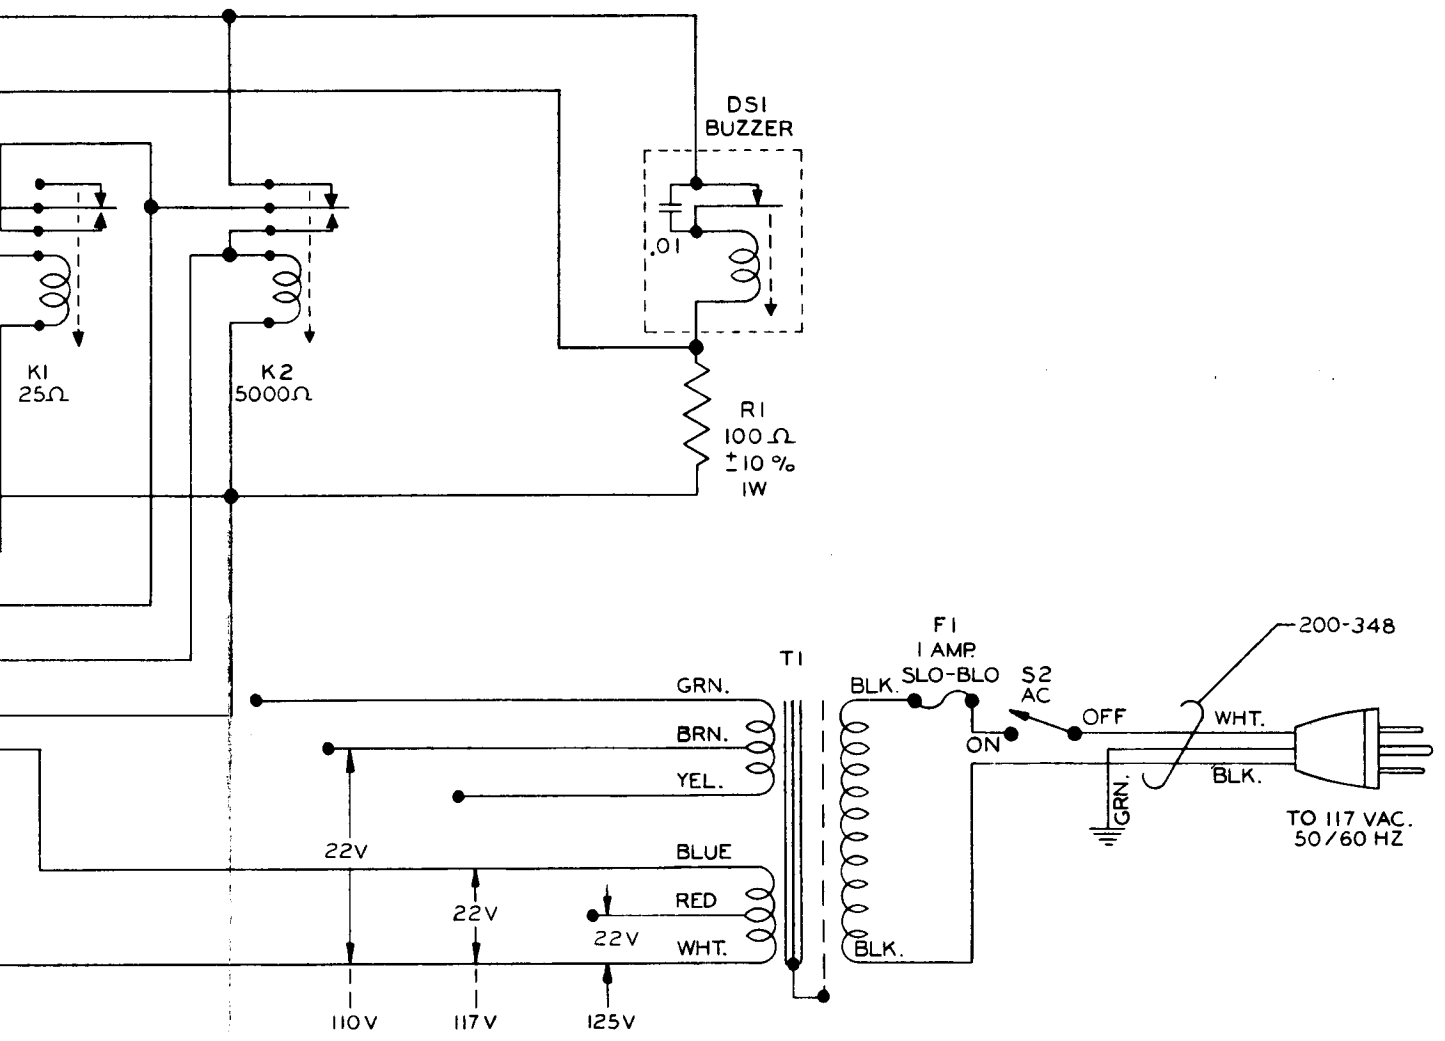 DS1
BUZZER
.01
K1
25Ω
K2
5000Ω
R1
100Ω
±10%
1W
F1
1 AMP.
SLO-BLO
S2
AC
200-348
T1
GRN.
BLK.
OFF
WHT.
BRN.
ON
YEL.
GRN.
BLK.
TO 117 VAC.
50/60 HZ
22V
BLUE
RED
22V
22V
WHT.
BLK.
110V
117V
125V